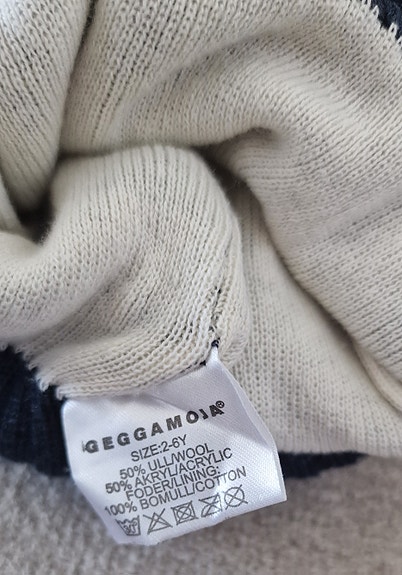 GEGGAMOJA®
SIZE:2-6Y
50% ULL/WOOL
50% AKRYL/ACRYLIC
FODER/LINING:
100% BOMULL/COTTON